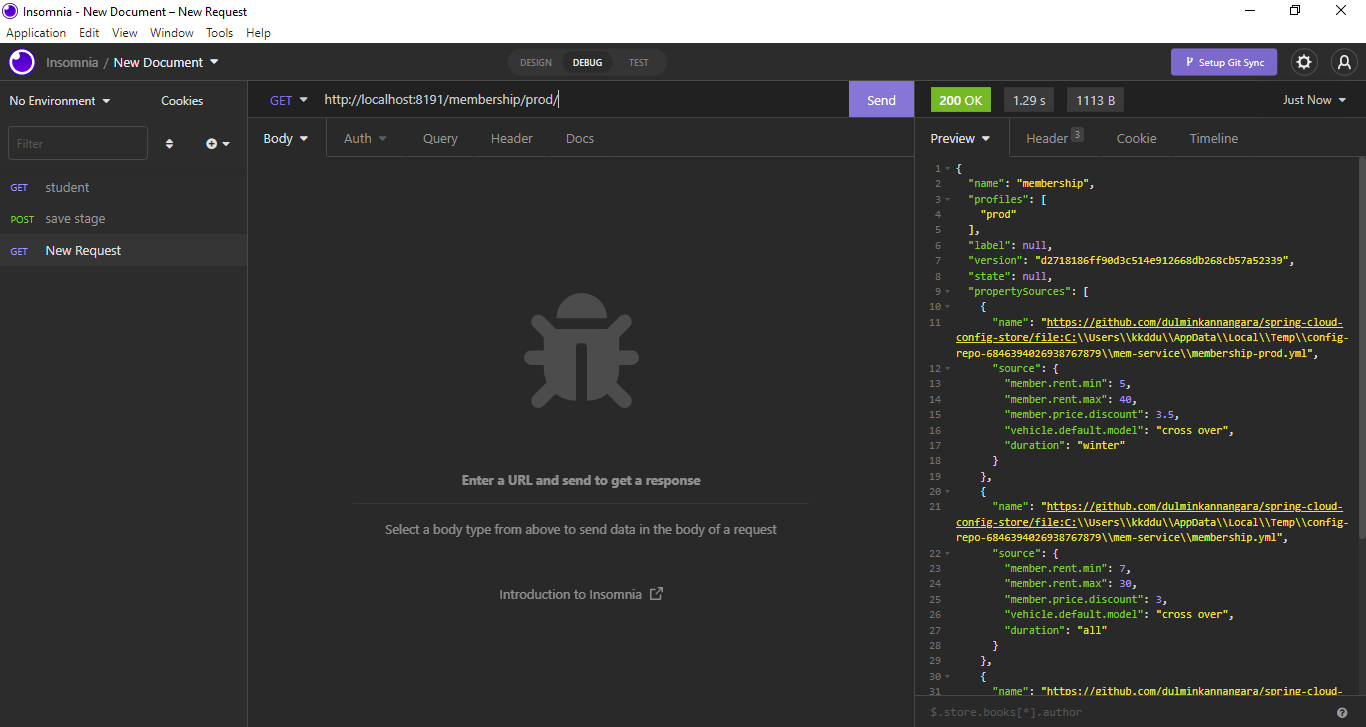 Insomnia - New Document – New Request
Application Edit View Window Tools Help
Insomnia / New Document
DESIGN DEBUG TEST
Setup Git Sync
No Environment Cookies
GET http://localhost:8191/membership/prod/ Send
200 OK 1.29 s 1113 B Just Now
Filter
Body Auth Query Header Docs
Preview Header 3 Cookie Timeline
GET student
POST save stage
GET New Request
Enter a URL and send to get a response
Select a body type from above to send data in the body of a request
Introduction to Insomnia
1 {
2 "name": "membership",
3 "profiles": [
4 "prod"
5 ],
6 "label": null,
7 "version": "d2718186ff90d3c514e912668db268cb57a52339",
8 "state": null,
9 "propertySources": [
10 {
11 "name": "https://github.com/dulminkannangara/spring-cloud-
config-store/file:C:\\Users\\kkddu\\AppData\\Local\\Temp\\config-
repo-6846394026938767879\\mem-service\\membership-prod.yml",
12 "source": {
13 "member.rent.min": 5,
14 "member.rent.max": 40,
15 "member.price.discount": 3.5,
16 "vehicle.default.model": "cross over",
17 "duration": "winter"
18 }
19 },
20 {
21 "name": "https://github.com/dulminkannangara/spring-cloud-
config-store/file:C:\\Users\\kkddu\\AppData\\Local\\Temp\\config-
repo-6846394026938767879\\mem-service\\membership.yml",
22 "source": {
23 "member.rent.min": 7,
24 "member.rent.max": 30,
25 "member.price.discount": 3,
26 "vehicle.default.model": "cross over",
27 "duration": "all"
28 }
29 },
30 {
31 "name": "https://github.com/dulminkannangara/spring-cloud-
$.store.books[*].author